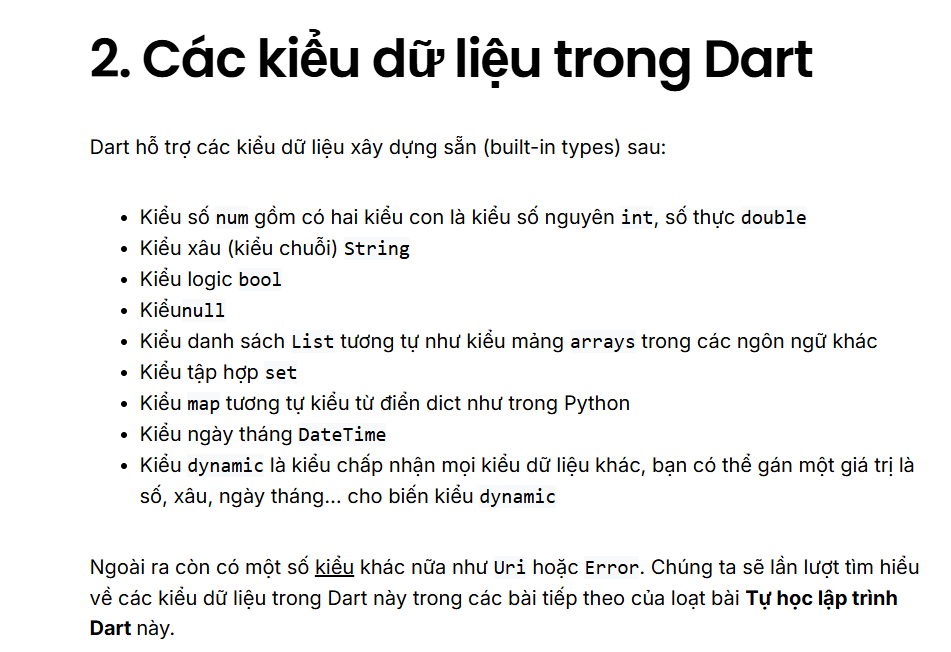 2. Các kiểu dữ liệu trong Dart
Dart hỗ trợ các kiểu dữ liệu xây dựng sẵn (built-in types) sau:
• Kiểu số num gồm có hai kiểu con là kiểu số nguyên int, số thực double
• Kiểu xâu (kiểu chuỗi) String
• Kiểu logic bool
• Kiểunull
• Kiểu danh sách List tương tự như kiểu mảng arrays trong các ngôn ngữ khác
• Kiểu tập hợp set
• Kiểu map tương tự kiểu từ điển dict như trong Python
• Kiểu ngày tháng DateTime
• Kiểu dynamic là kiểu chấp nhận mọi kiểu dữ liệu khác, bạn có thể gán một giá trị là
số, xâu, ngày tháng... cho biến kiểu dynamic
Ngoài ra còn có một số kiểu khác nữa như Uri hoặc Error. Chúng ta sẽ lần lượt tìm hiểu
về các kiểu dữ liệu trong Dart này trong các bài tiếp theo của loạt bài Tự học lập trình
Dart này.